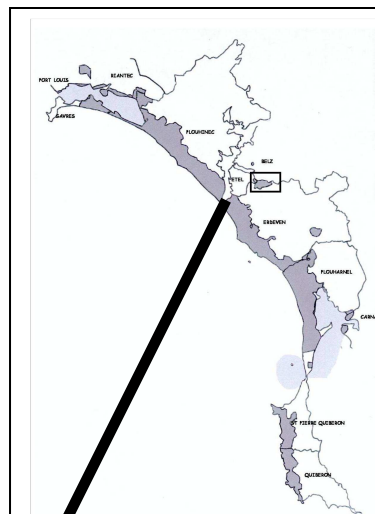 RIANTEC
PORT LOUIS
GAVRES
PLOUHINEC
BELZ
ETEL
ERDEVEN
PLOUHARNEL
CARNA
ST PIERRE QUIBERON
QUIBERON